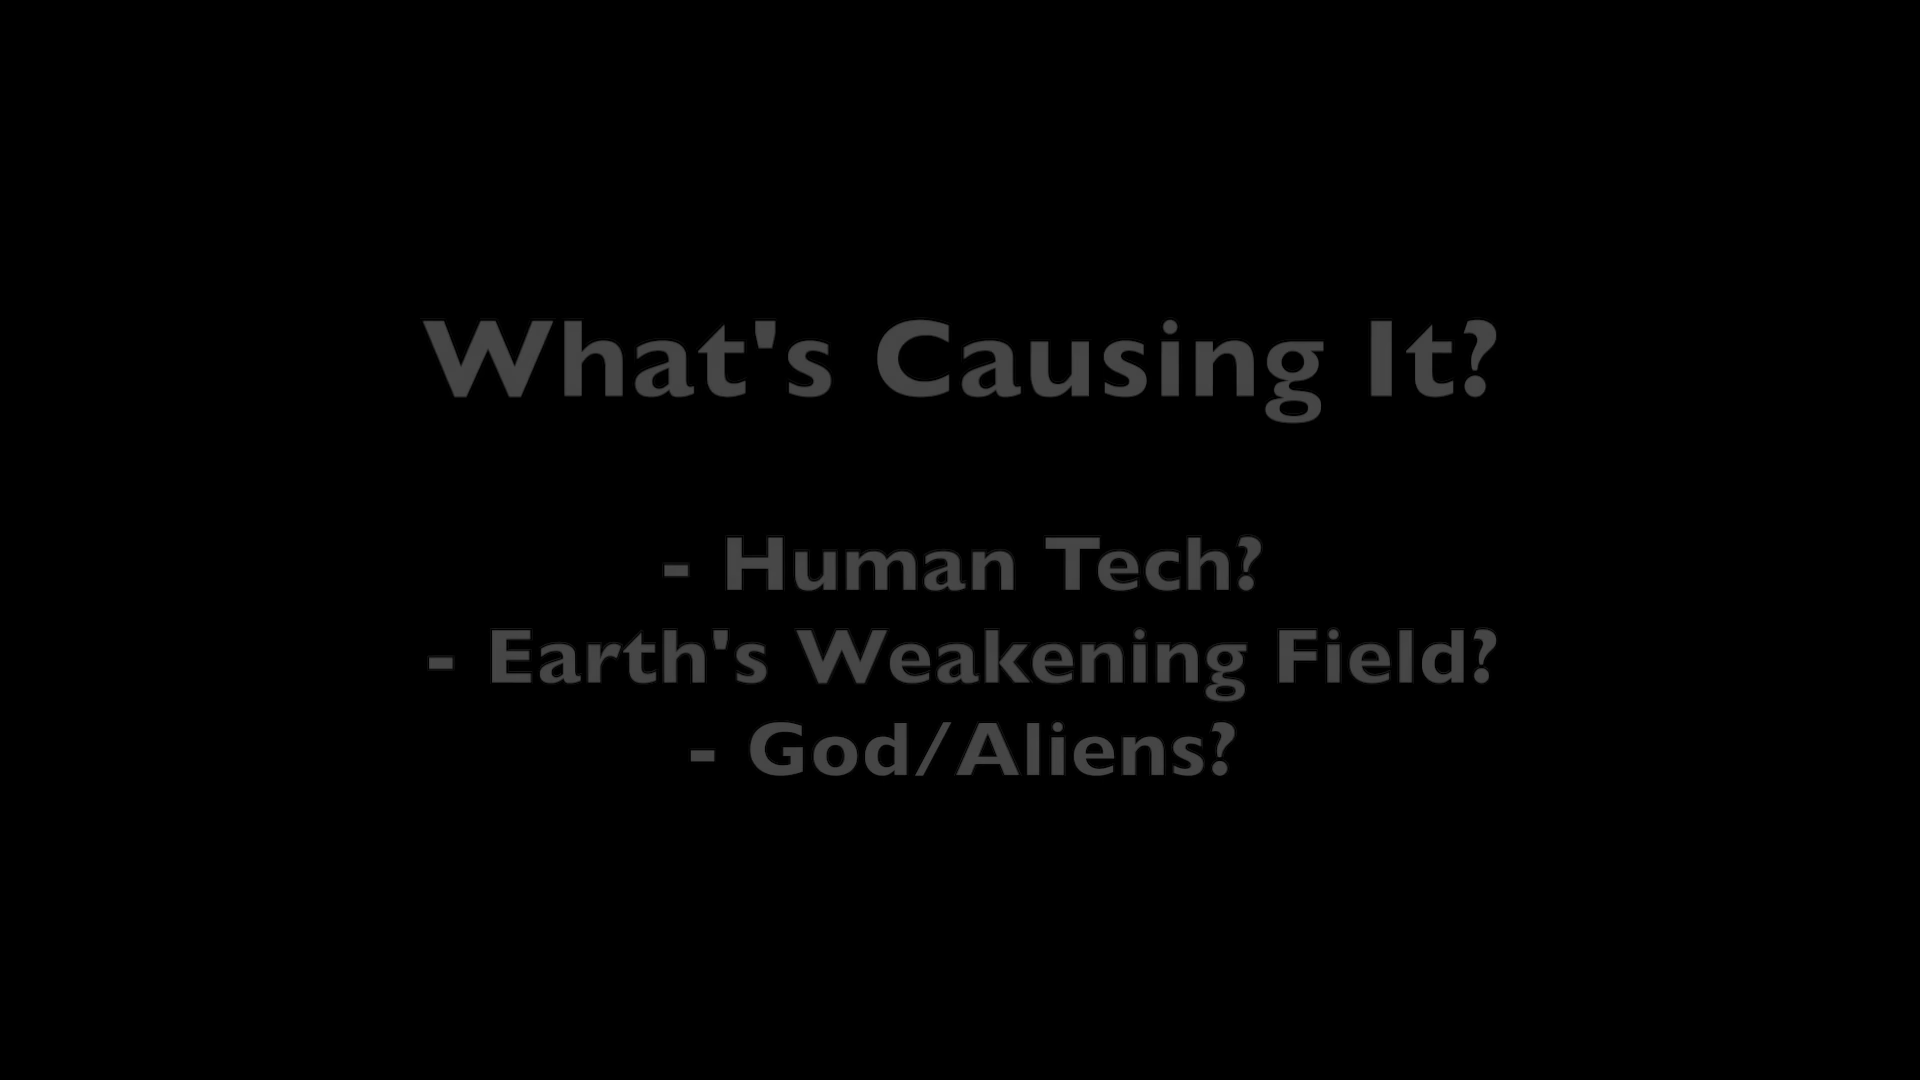 What's Causing It?
- Human Tech?
- Earth's Weakening Field?
- God/Aliens?